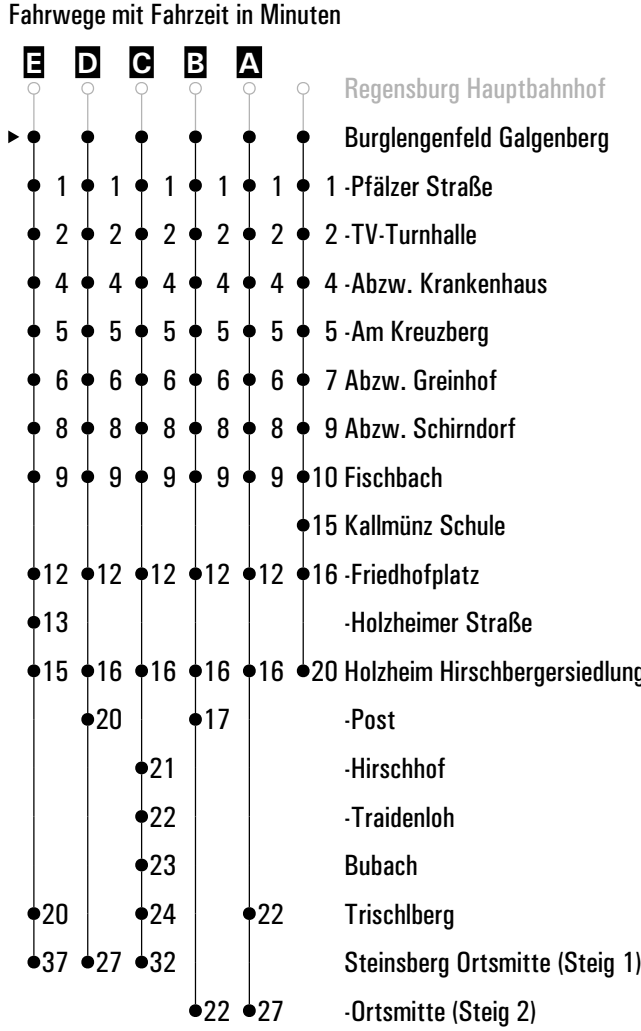 Fahrwege mit Fahrzeit in Minuten
E D C B A
Regensburg Hauptbahnhof
Burglengenfeld Galgenberg
1 1 1 1 1 1 -Pfälzer Straße
2 2 2 2 2 2 -TV-Turnhalle
4 4 4 4 4 4 -Abzw. Krankenhaus
5 5 5 5 5 5 -Am Kreuzberg
6 6 6 6 6 7 Abzw. Greinhof
8 8 8 8 8 9 Abzw. Schirndorf
9 9 9 9 9 10 Fischbach
15 Kallmünz Schule
12 12 12 12 12 16 -Friedhofplatz
13 -Holzheimer Straße
15 16 16 16 16 20 Holzheim Hirschbergersiedlung
20 17 -Post
21 -Hirschhof
22 -Traidenloh
23 Bubach
20 24 22 Trischlberg
37 27 32 Steinsberg Ortsmitte (Steig 1)
22 27 -Ortsmitte (Steig 2)